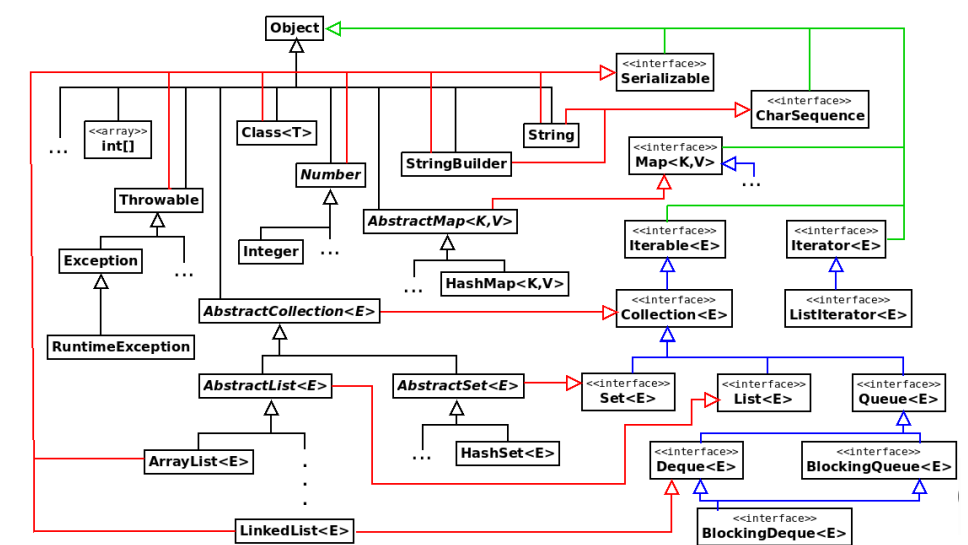 Object
<<interface>>
Serializable
<<interface>>
CharSequence
<<array>>
int[]
...
Class<T>
String
StringBuilder
<<interface>>
Map<K,V>
...
Number
Throwable
AbstractMap<K,V>
<<interface>>
Iterable<E>
<<interface>>
Iterator<E>
Integer
...
Exception
...
...
HashMap<K,V>
AbstractCollection<E>
<<interface>>
Collection<E>
<<interface>>
ListIterator<E>
RuntimeException
AbstractList<E>
AbstractSet<E>
<<interface>>
Set<E>
<<interface>>
List<E>
<<interface>>
Queue<E>
ArrayList<E>
.
.
.
...
HashSet<E>
<<interface>>
Deque<E>
<<interface>>
BlockingQueue<E>
LinkedList<E>
<<interface>>
BlockingDeque<E>